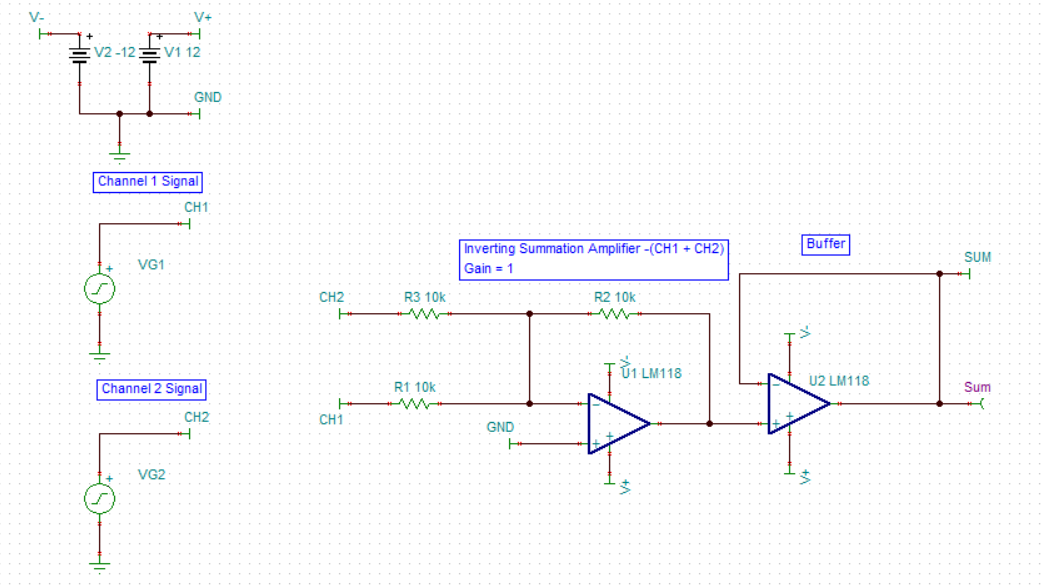 V-
V+
V2 -12
V1 12
GND
Channel 1 Signal
CH1
VG1
Channel 2 Signal
CH2
VG2
Inverting Summation Amplifier -(CH1 + CH2)
Gain = 1
Buffer
SUM
CH2
R3 10k
R2 10k
V-
U1 LM118
V-
U2 LM118
Sum
R1 10k
CH1
GND
V+
V+